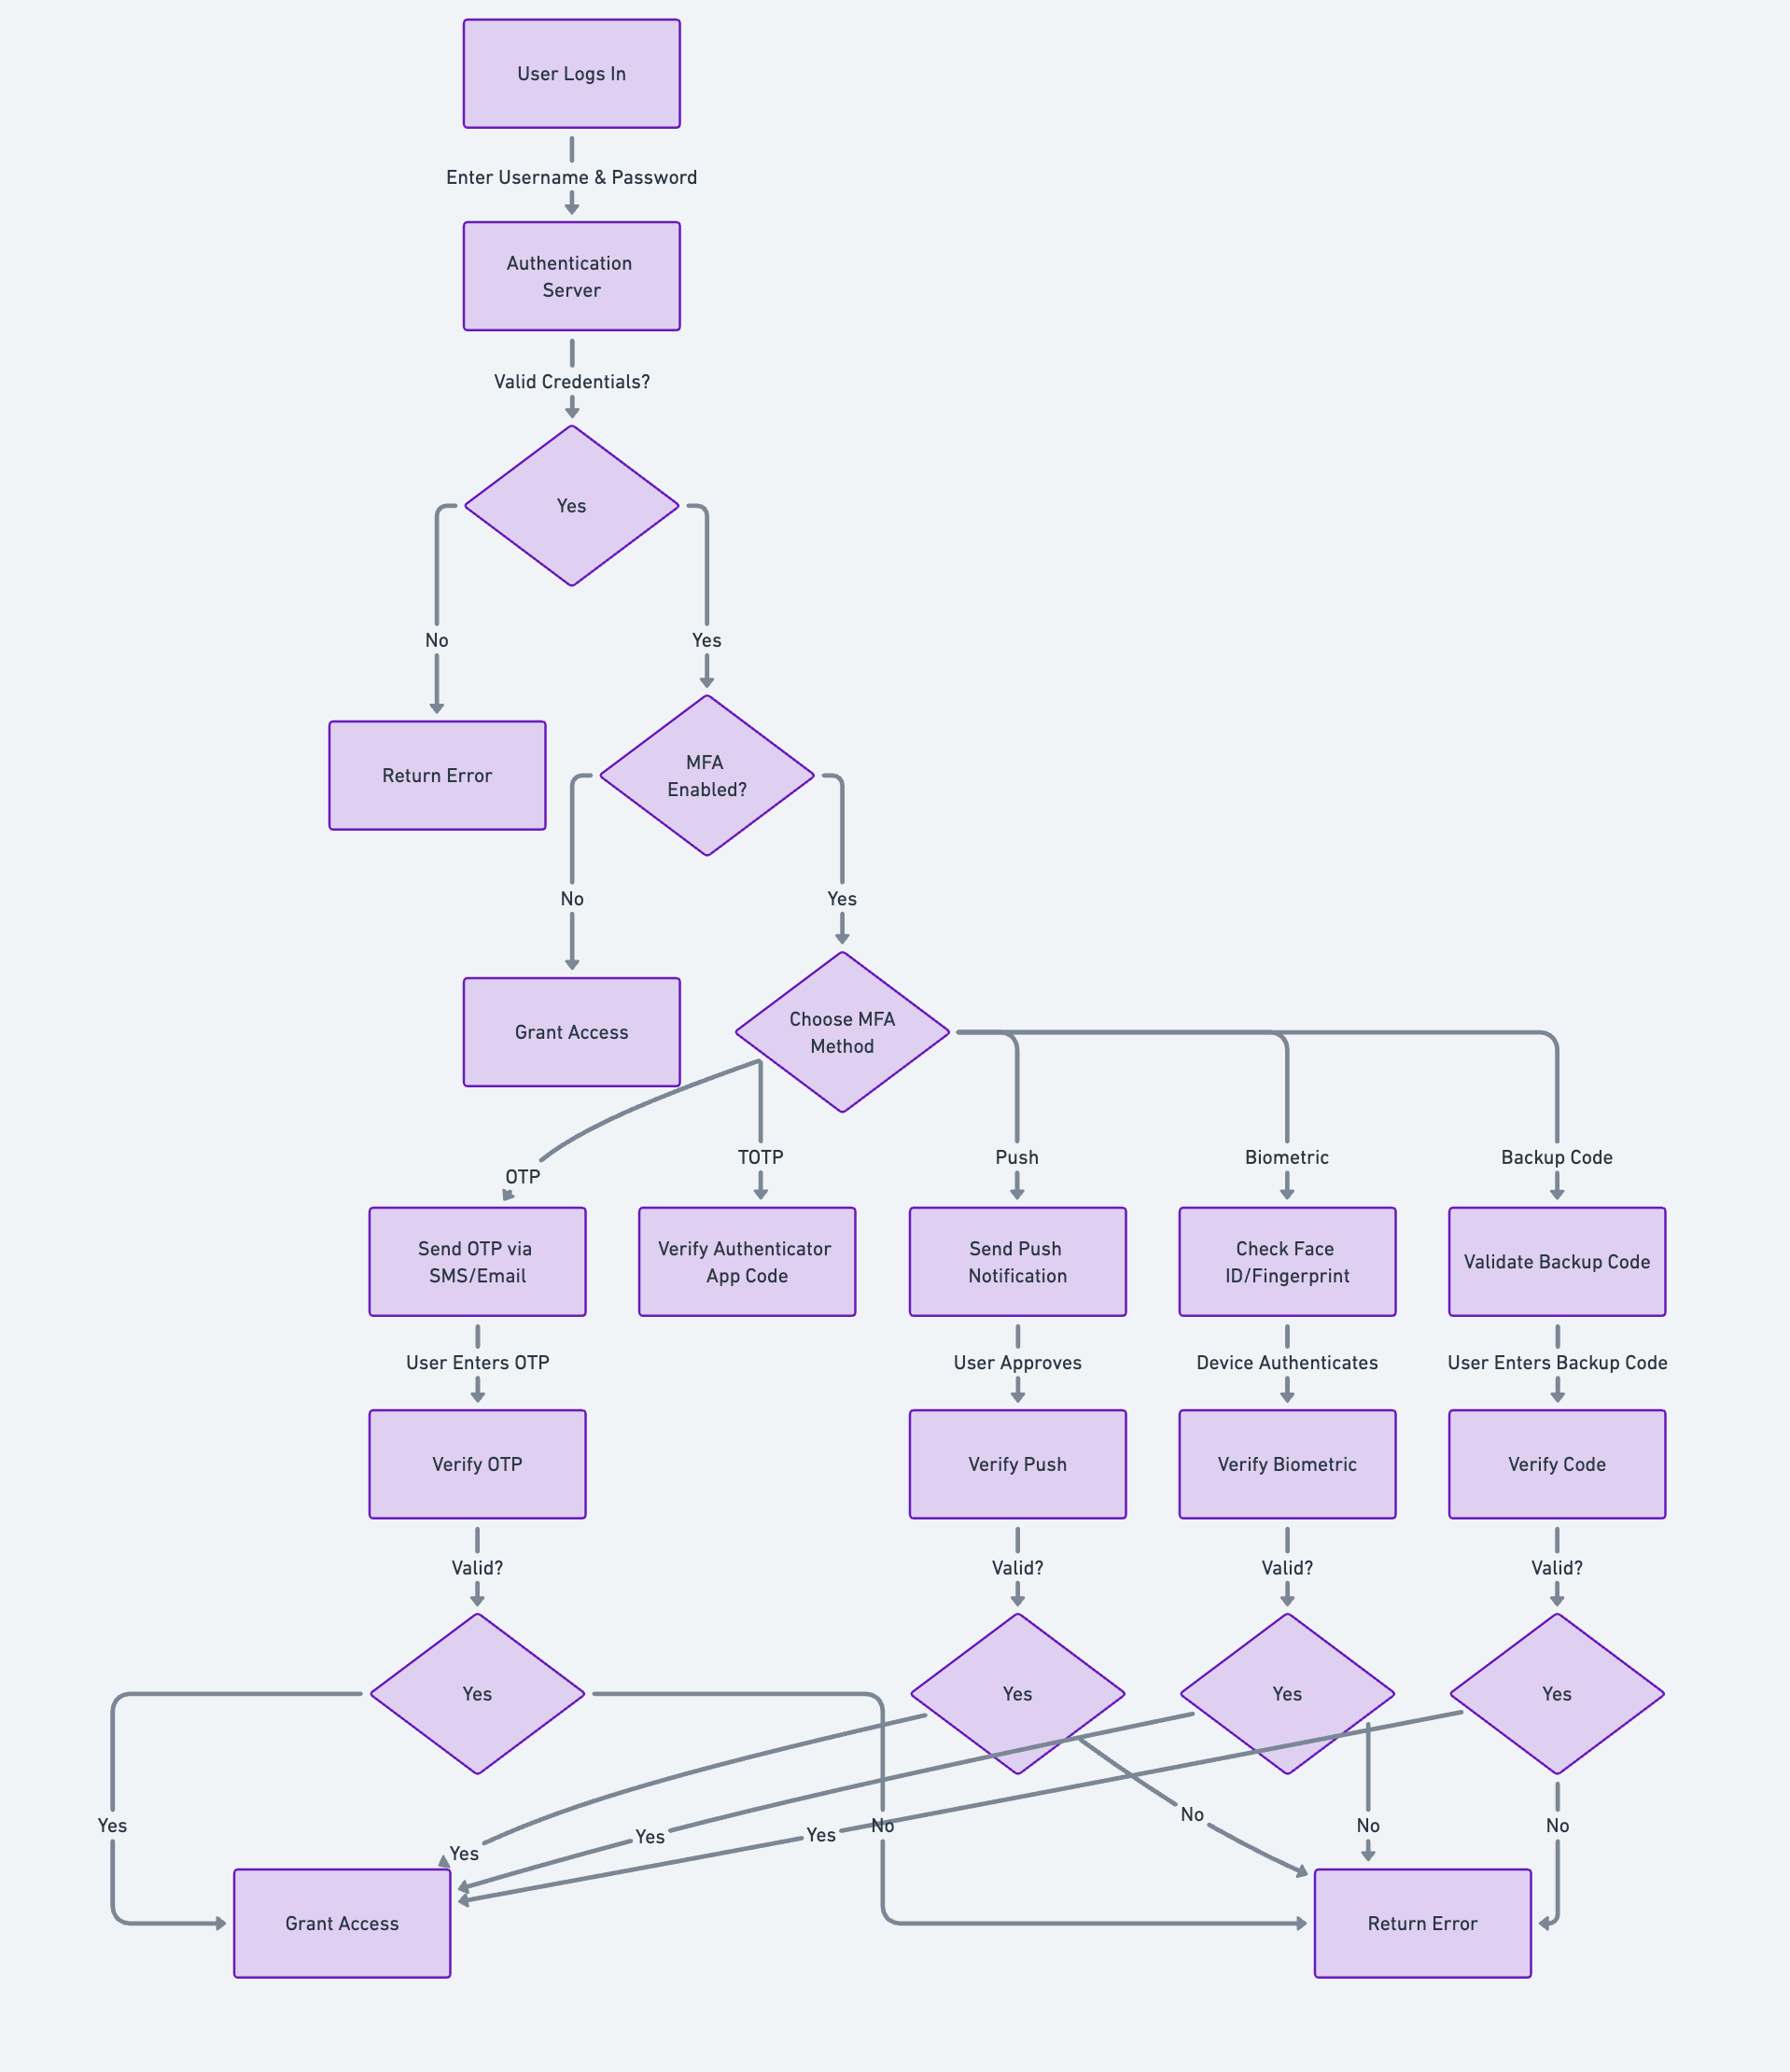 User Logs In
Enter Username & Password
Authentication
Server
Valid Credentials?
Yes
No
Yes
Return Error
MFA
Enabled?
No
Yes
Grant Access
Choose MFA
Method
OTP
TOTP
Push
Biometric
Backup Code
Send OTP via
SMS/Email
Verify Authenticator
App Code
Send Push
Notification
Check Face
ID/Fingerprint
Validate Backup Code
User Enters OTP
User Approves
Device Authenticates
User Enters Backup Code
Verify OTP
Verify Push
Verify Biometric
Verify Code
Valid?
Valid?
Valid?
Valid?
Yes
Yes
Yes
Yes
Yes
Yes
Yes
Yes
No
No
No
No
Grant Access
Return Error